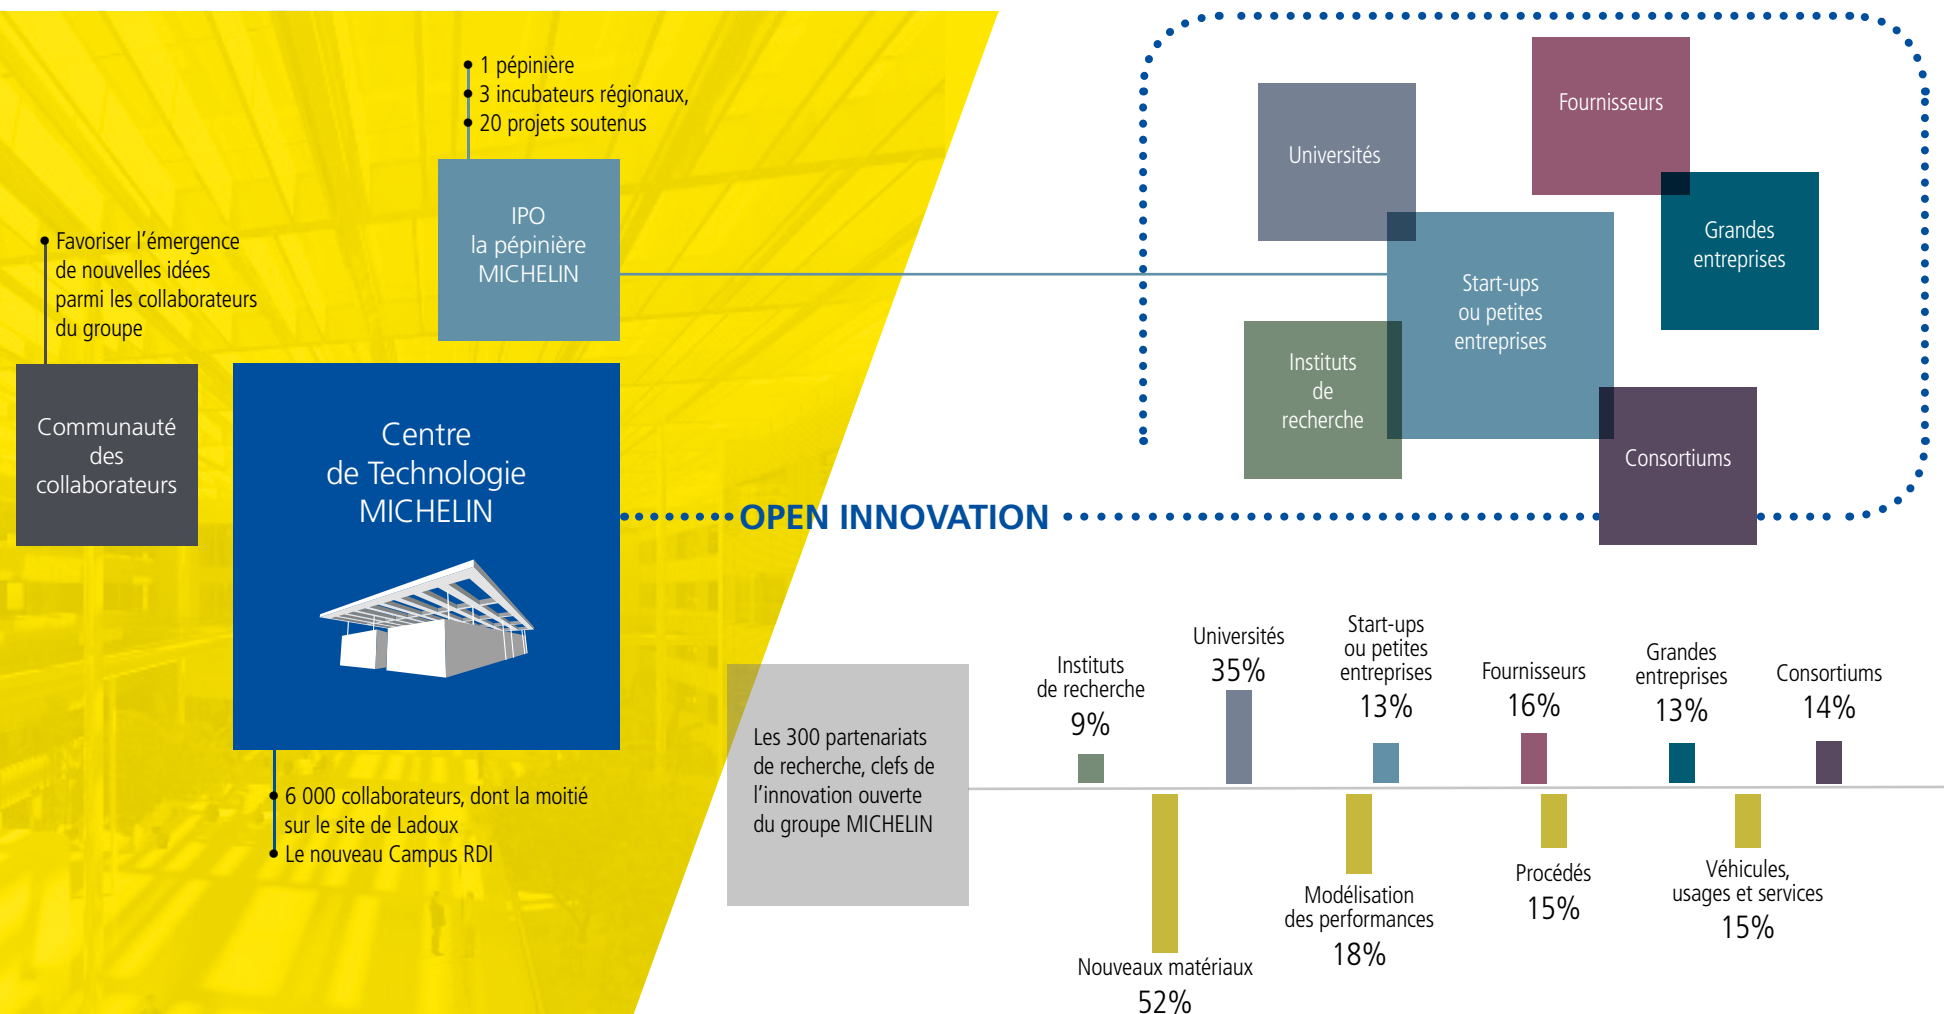 1 pépinière
3 incubateurs régionaux,
20 projets soutenus
IPO
la pépinière
MICHELIN
Favoriser l’émergence
de nouvelles idées
parmi les collaborateurs
du groupe
Communauté
des
collaborateurs
Centre
de Technologie
MICHELIN
6 000 collaborateurs, dont la moitié
sur le site de Ladoux
Le nouveau Campus RDI
OPEN INNOVATION
Universités
Fournisseurs
Grandes
entreprises
Start-ups
ou petites
entreprises
Instituts
de
recherche
Consortiums
Les 300 partenariats
de recherche, clefs de
l’innovation ouverte
du groupe MICHELIN
Instituts
de recherche
9%
Universités
35%
Start-ups
ou petites
entreprises
13%
Fournisseurs
16%
Grandes
entreprises
13%
Consortiums
14%
Nouveaux matériaux
52%
Modélisation
des performances
18%
Procédés
15%
Véhicules,
usages et services
15%